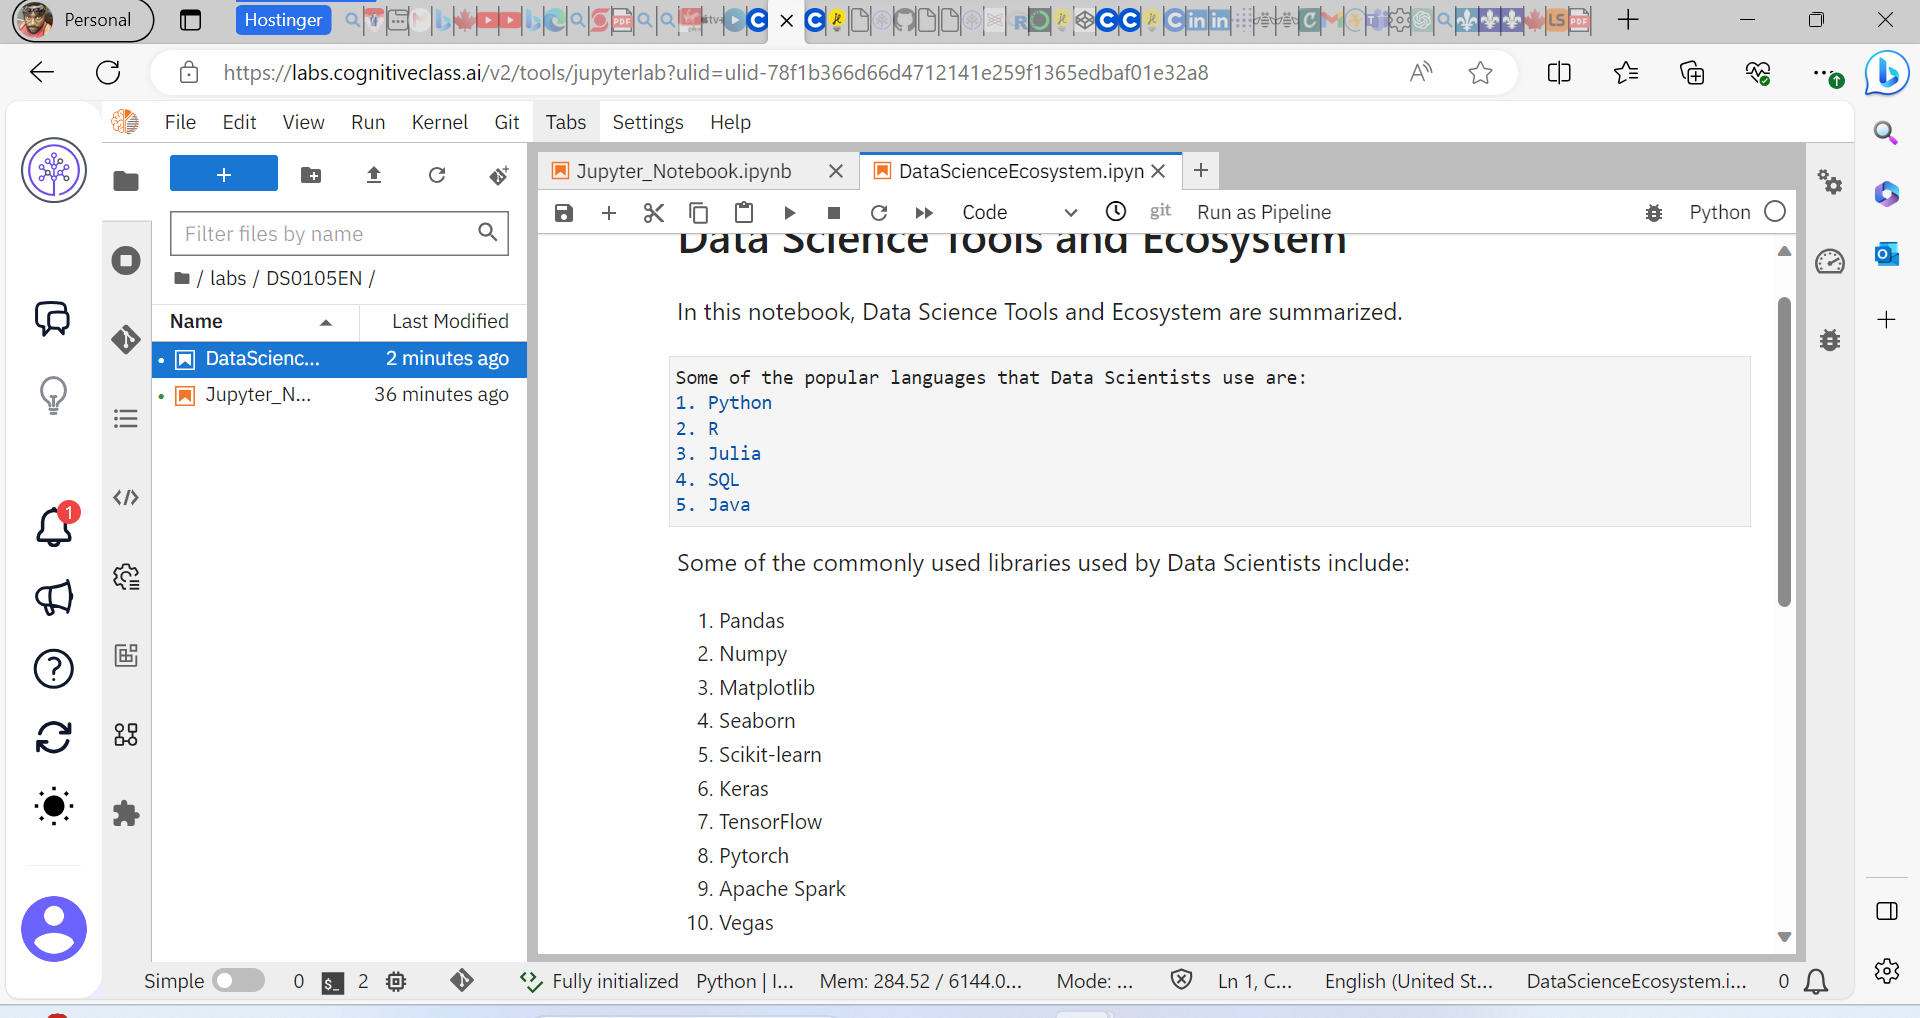 Personal
Hostinger
https://labs.cognitiveclass.ai/v2/tools/jupyterlab?ulid=ulid-78f1b366d66d4712141e259f1365edbaf01e32a8
File Edit View Run Kernel Git Tabs Settings Help
Jupyter_Notebook.ipynb
DataScienceEcosystem.ipyn
Code
git
Run as Pipeline
Python
Filter files by name
/ labs / DS0105EN /
Name Last Modified
DataScienc... 2 minutes ago
Jupyter_N... 36 minutes ago
1
Data Science Tools and Ecosystem
In this notebook, Data Science Tools and Ecosystem are summarized.
Some of the popular languages that Data Scientists use are:
1. Python
2. R
3. Julia
4. SQL
5. Java
Some of the commonly used libraries used by Data Scientists include:
1. Pandas
2. Numpy
3. Matplotlib
4. Seaborn
5. Scikit-learn
6. Keras
7. TensorFlow
8. Pytorch
9. Apache Spark
10. Vegas
Simple 0 $_ 2 Fully initialized Python | I... Mem: 284.52 / 6144.0... Mode: ... Ln 1, C... English (United St... DataScienceEcosystem.i... 0